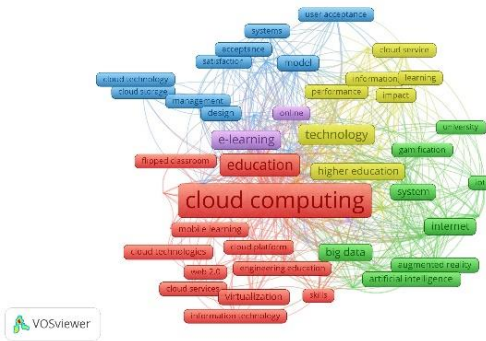 user acceptance
systems
acceptance
cloud service
satisfaction
model
cloud technology
information
learning
cloud storage
performance
impact
management
design
online
university
e-learning
technology
gamification
flipped classroom
education
higher education
iot
cloud computing
system
mobile learning
internet
cloud technologies
cloud platform
big data
web 2.0
engineering education
augmented reality
artificial intelligence
cloud services
virtualization
skills
information technology
VOSviewer